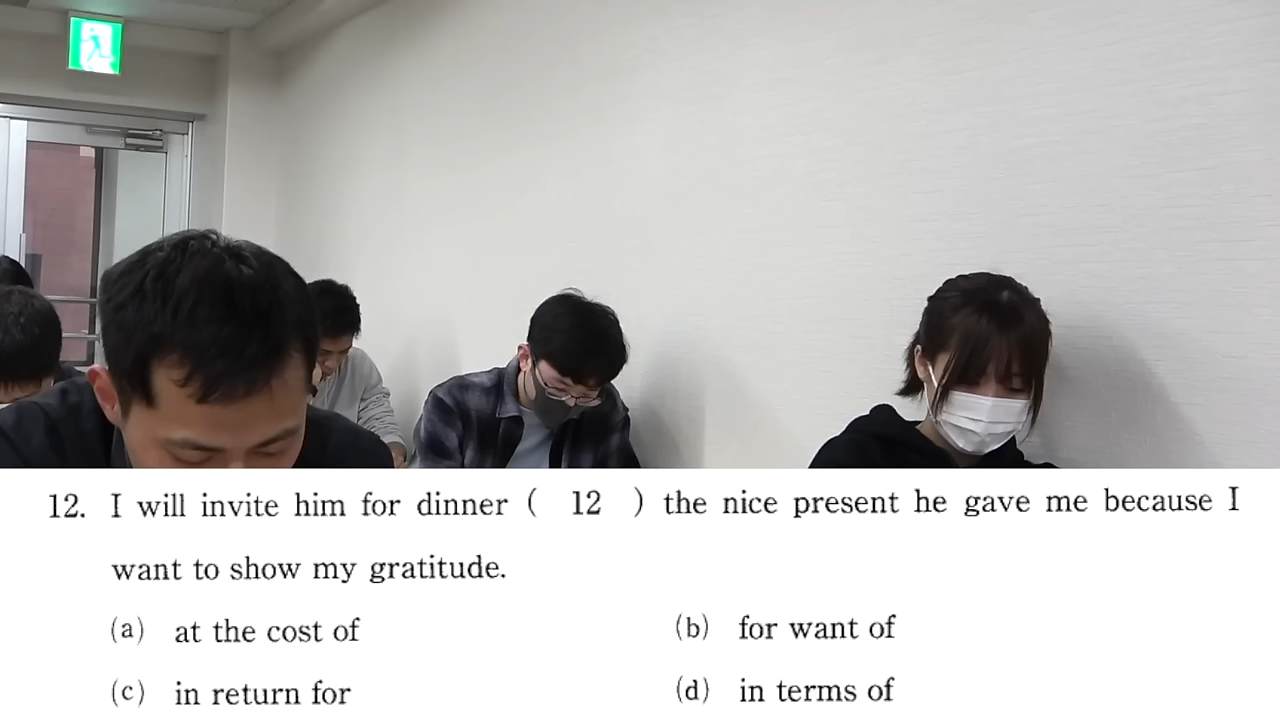 12. I will invite him for dinner ( 12 ) the nice present he gave me because I
want to show my gratitude.
(a) at the cost of (b) for want of
(c) in return for (d) in terms of